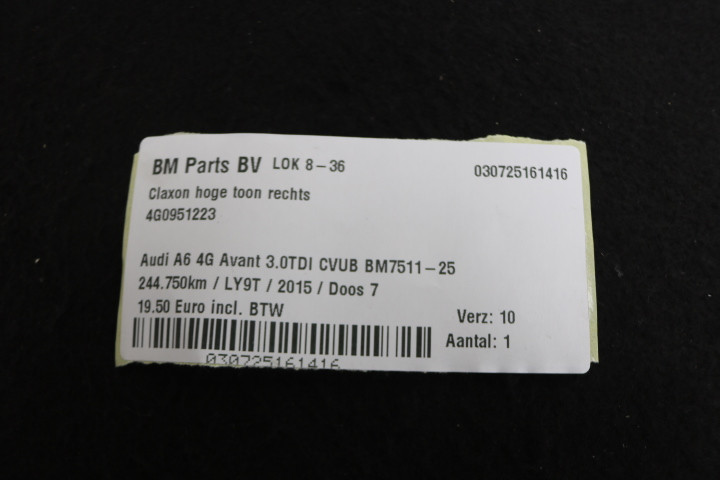 BM Parts BV LOK 8-36 030725161416
Claxon hoge toon rechts
4G0951223
Audi A6 4G Avant 3.0TDI CVUB BM7511-25
244.750km / LY9T / 2015 / Doos 7
19.50 Euro incl. BTW
Verz: 10
Aantal: 1
030725161416